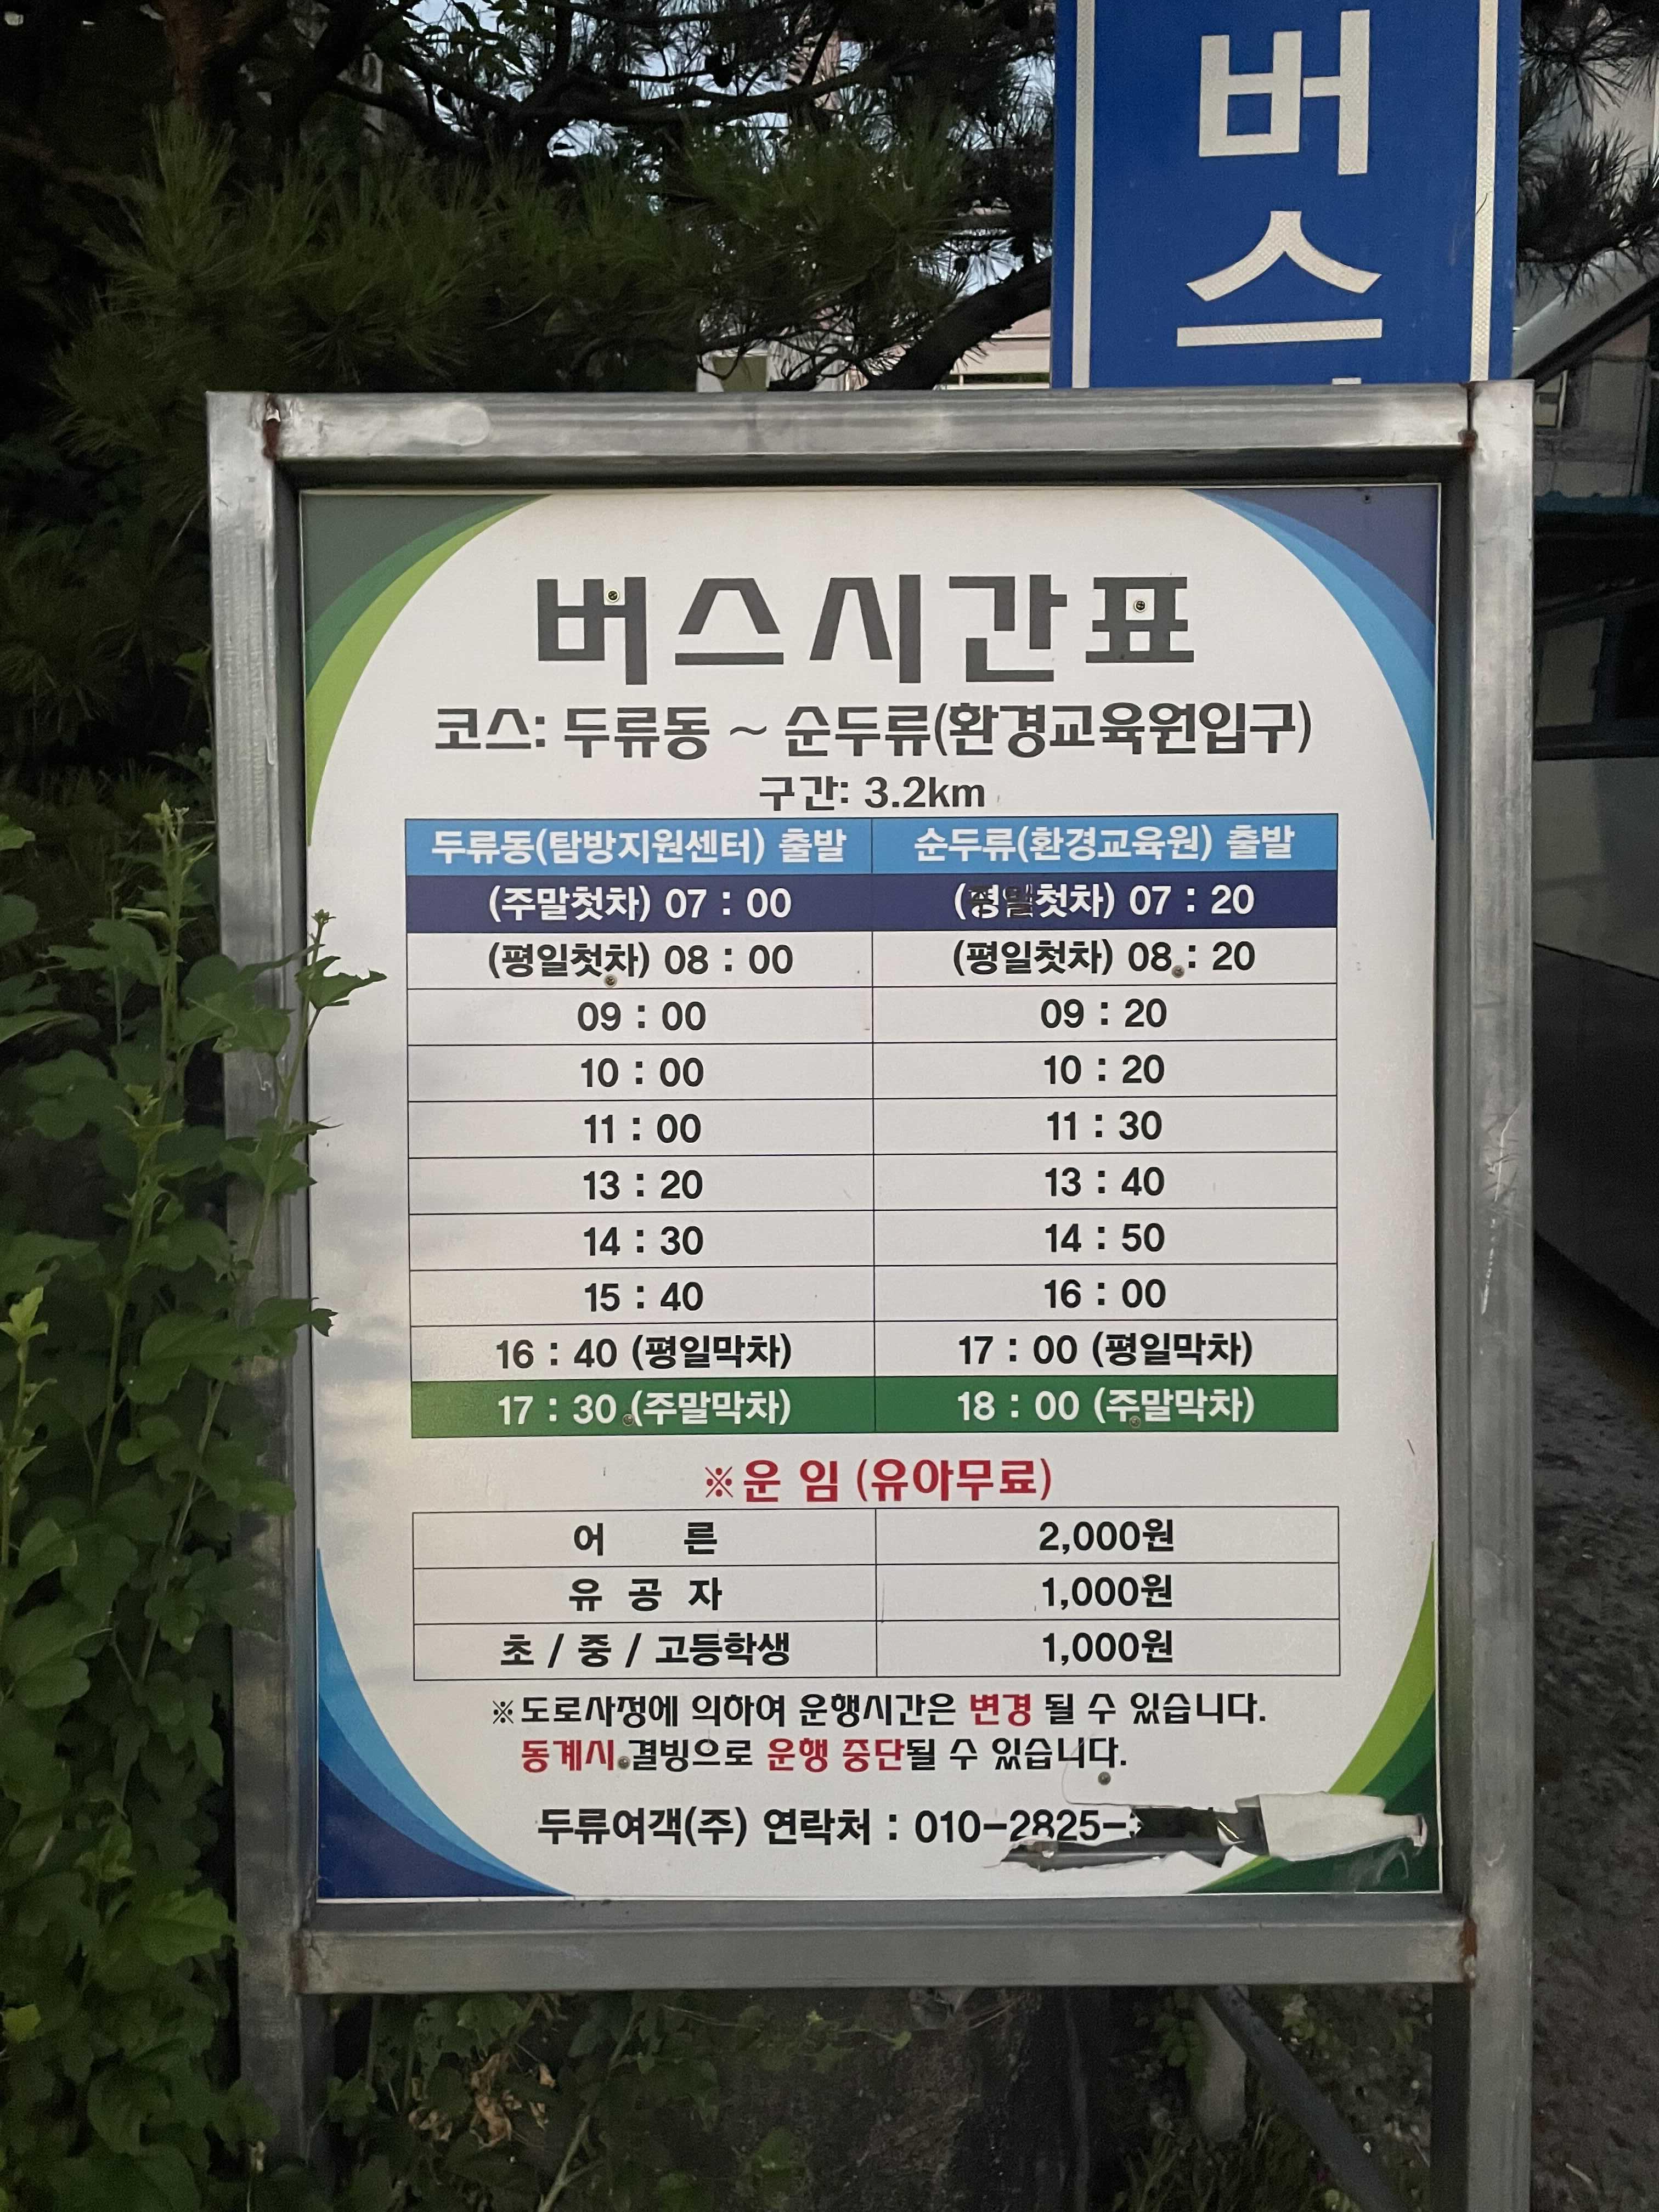 버스
버스시간표
코스: 두류동 ~ 순두류(환경교육원입구)
구간: 3.2km
두류동(탐방지원센터) 출발 순두류(환경교육원) 출발
(주말첫차) 07 : 00 첫차) 07 : 20
(평일첫차) 08 : 00 (평일첫차) 08 : 20
09 : 00 09 : 20
10 : 00 10 : 20
11 : 00 11 : 30
13 : 20 13 : 40
14 : 30 14 : 50
15 : 40 16 : 00
16 : 40 (평일막차) 17 : 00 (평일막차)
17 : 30 (주말막차) 18 : 00 (주말막차)
※운 임 (유아무료)
어 른 2,000원
유 공 자 1,000원
초 / 중 / 고등학생 1,000원
※도로사정에 의하여 운행시간은 변경 될 수 있습니다.
동계시 결빙으로 운행 중단될 수 있습니다.
두류여객(주) 연락처 : 010-2825-